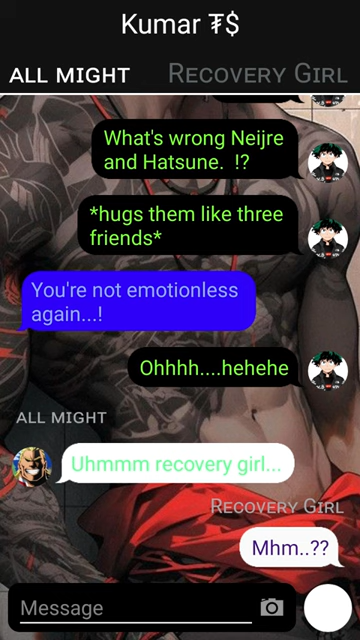 Kumar ₮$
ALL MIGHT RECOVERY GIRL
What's wrong Neijre
and Hatsune. !?
*hugs them like three
friends*
You're not emotionless
again...!
Ohhhh....hehehe
ALL MIGHT
Uhmmm recovery girl...
RECOVERY GIRL
Mhm..??
Message